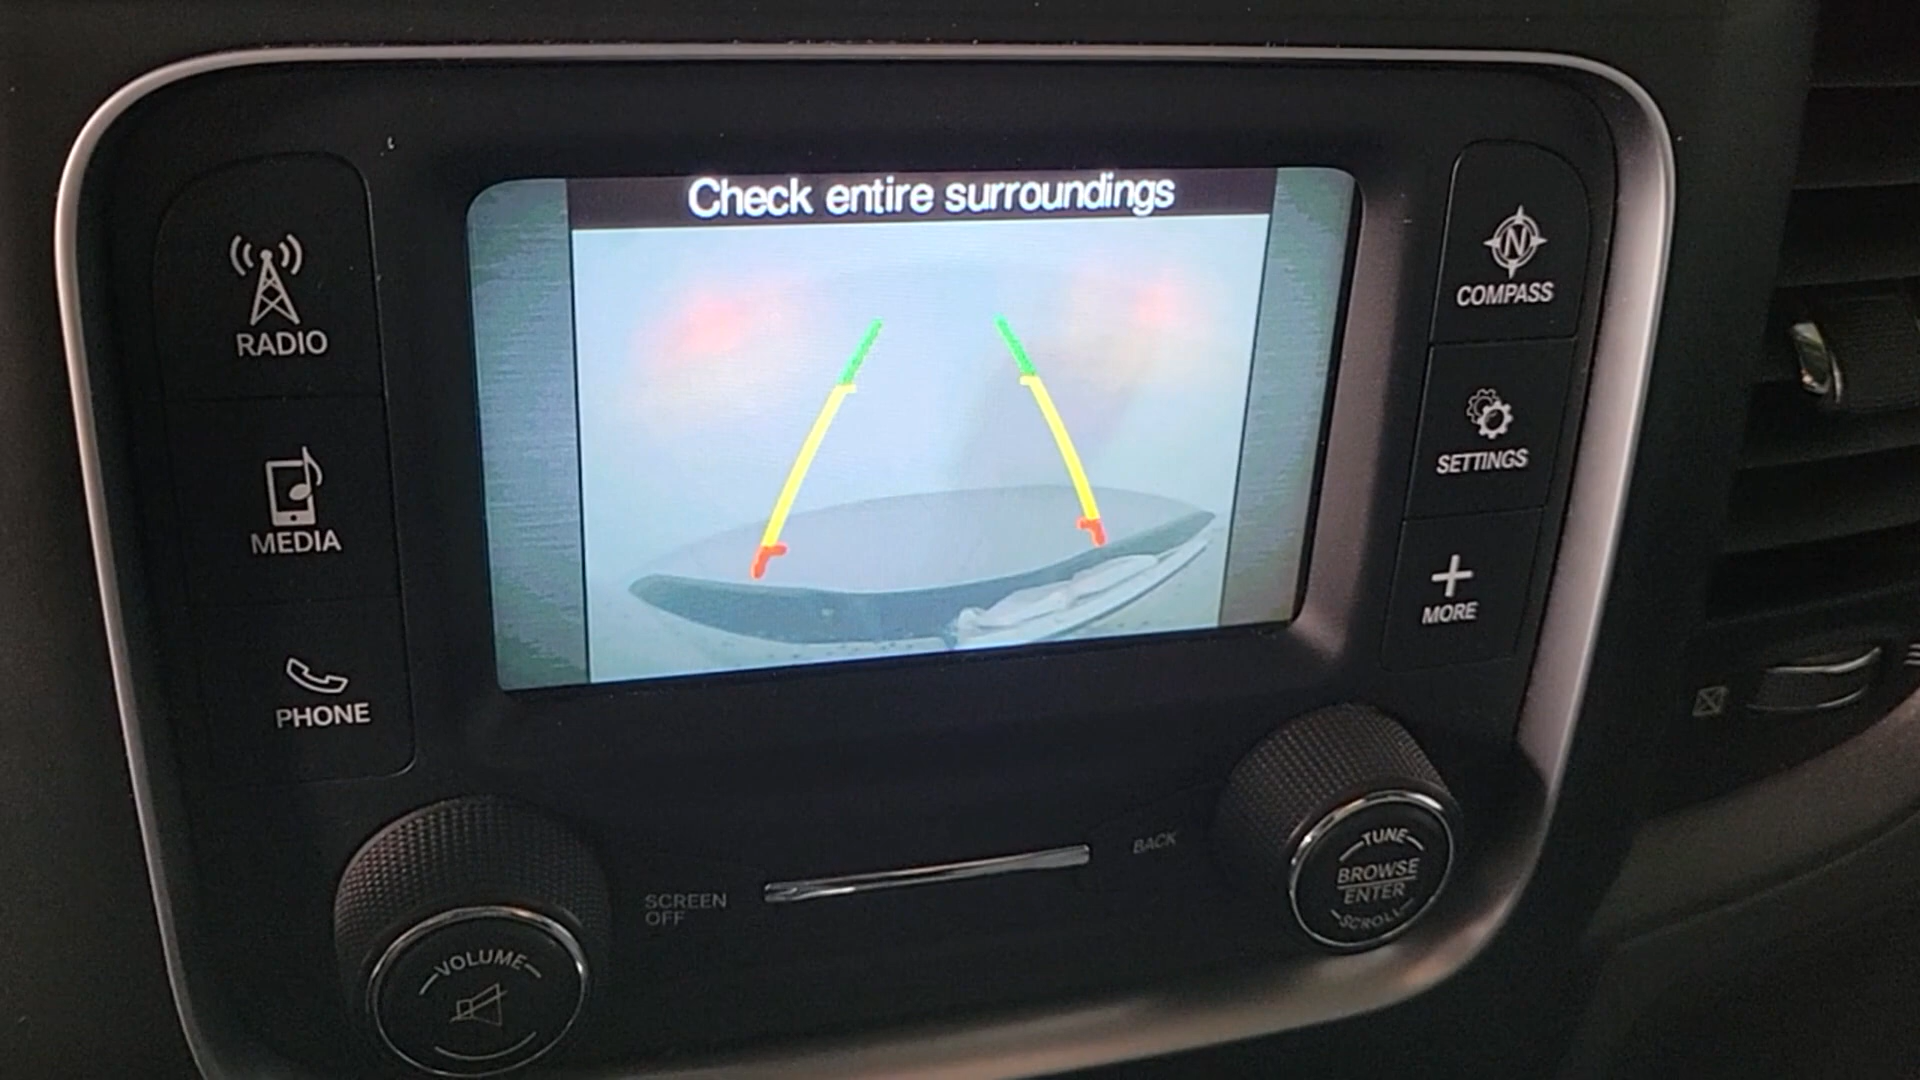 Check entire surroundings
RADIO
MEDIA
PHONE
N
COMPASS
SETTINGS
MORE
SCREEN
OFF
BACK
VOLUME
TUNE
BROWSE
ENTER
SCROLL